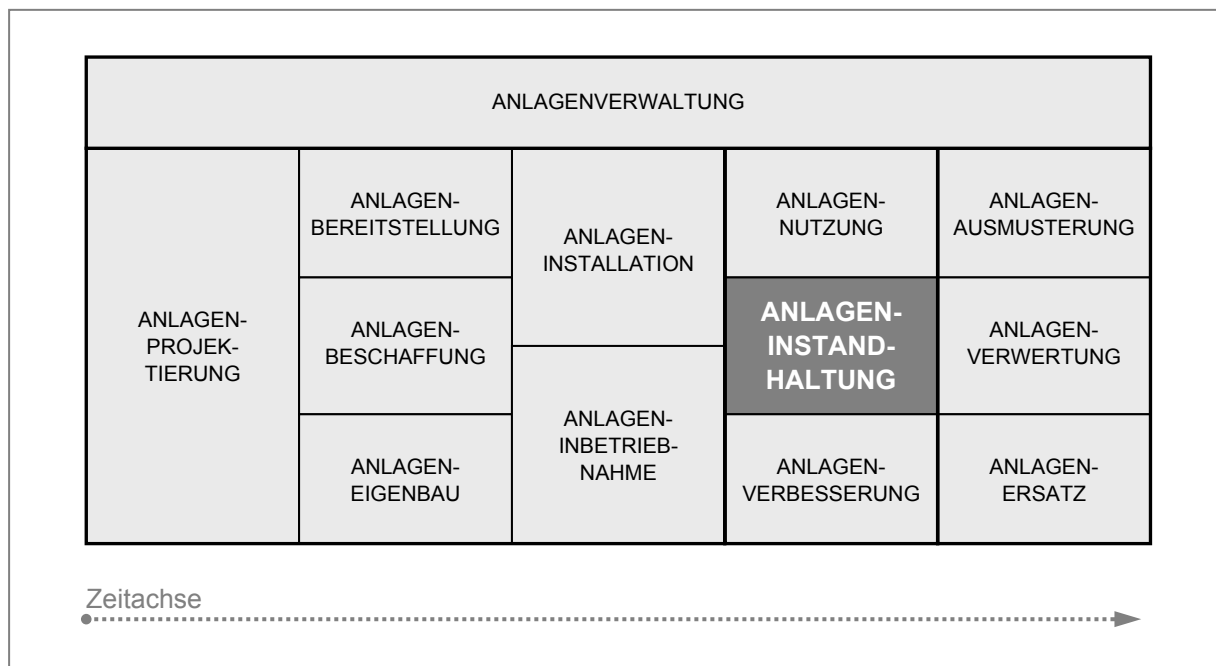 ANLAGENVERWALTUNG
ANLAGEN-
PROJEK-
TIERUNG
ANLAGEN-
BEREITSTELLUNG
ANLAGEN-
BESCHAFFUNG
ANLAGEN-
EIGENBAU
ANLAGEN-
INSTALLATION
ANLAGEN-
INBETRIEB-
NAHME
ANLAGEN-
NUTZUNG
ANLAGEN-
INSTAND-
HALTUNG
ANLAGEN-
VERBESSERUNG
ANLAGEN-
AUSMUSTERUNG
ANLAGEN-
VERWERTUNG
ANLAGEN-
ERSATZ
Zeitachse